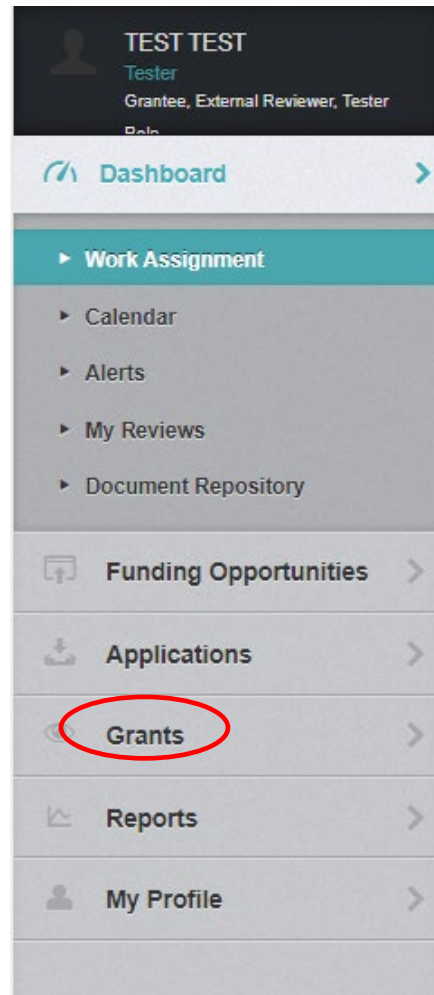 TEST TEST
Tester
Grantee, External Reviewer, Tester
Role
Dashboard
Work Assignment
Calendar
Alerts
My Reviews
Document Repository
Funding Opportunities
Applications
Grants
Reports
My Profile